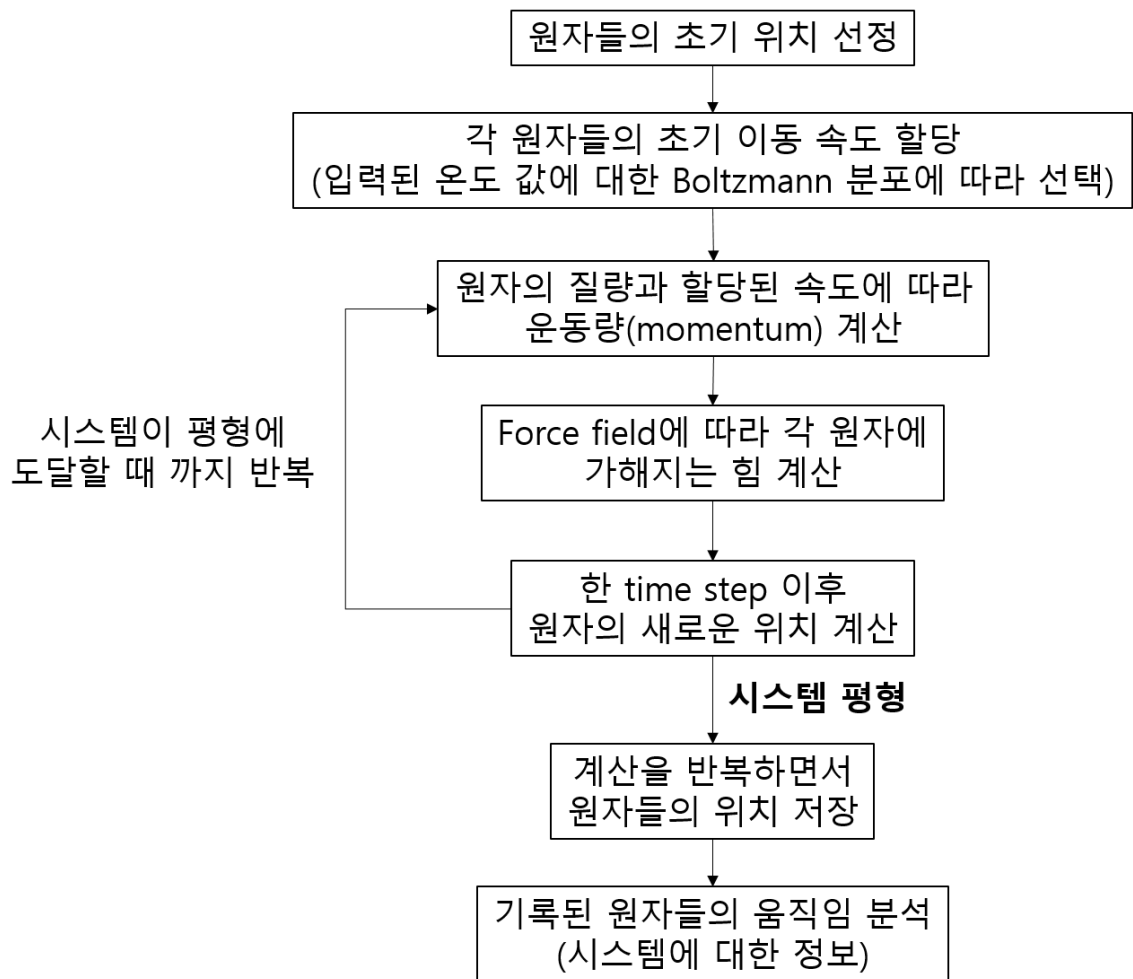 원자들의 초기 위치 선정
각 원자들의 초기 이동 속도 할당
(입력된 온도 값에 대한 Boltzmann 분포에 따라 선택)
원자의 질량과 할당된 속도에 따라
운동량(momentum) 계산
시스템이 평형에
도달할 때 까지 반복
Force field에 따라 각 원자에
가해지는 힘 계산
한 time step 이후
원자의 새로운 위치 계산
시스템 평형
계산을 반복하면서
원자들의 위치 저장
기록된 원자들의 움직임 분석
(시스템에 대한 정보)